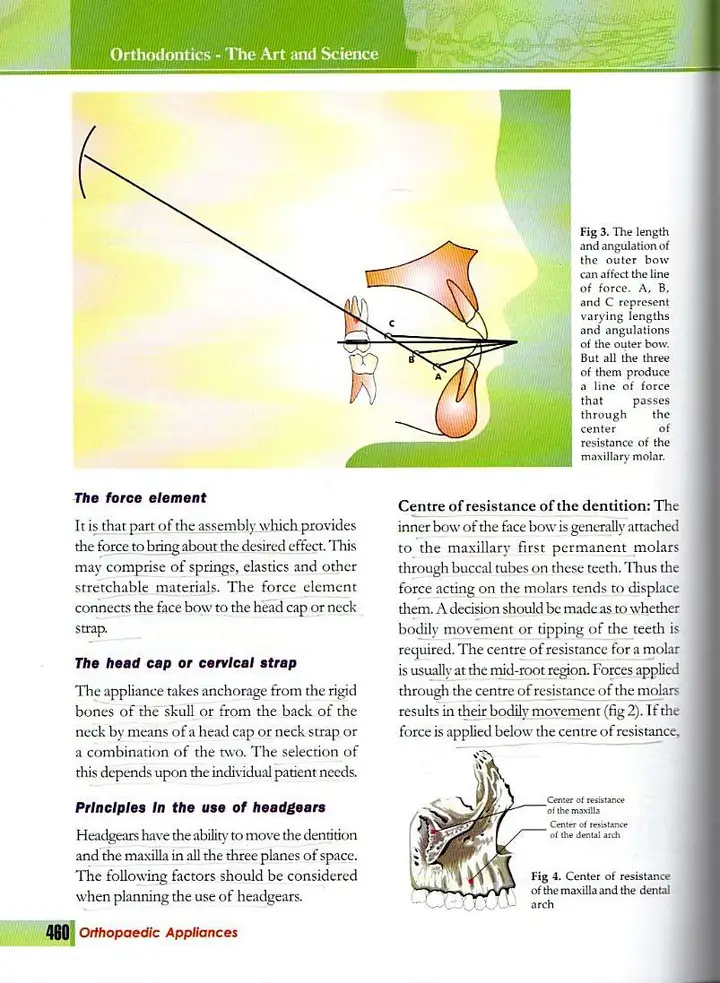 Orthodontics - The Art and Science
C
B
A
Fig 3. The length
and angulation of
the outer bow
can affect the line
of force. A, B,
and C represent
varying lengths
and angulations
of the outer bow.
But all the three
of them produce
a line of force
that passes
through the
center of
resistance of the
maxillary molar.
The force element
It is that part of the assembly which provides
the force to bring about the desired effect. This
may comprise of springs, elastics and other
stretchable materials. The force element
connects the face bow to the head cap or neck
strap.
The head cap or cervical strap
The appliance takes anchorage from the rigid
bones of the skull or from the back of the
neck by means of a head cap or neck strap or
a combination of the two. The selection of
this depends upon the individual patient needs.
Principles in the use of headgears
Headgears have the ability to move the dentition
and the maxilla in all the three planes of space.
The following factors should be considered
when planning the use of headgears.
Centre of resistance of the dentition: The
inner bow of the face bow is generally attached
to the maxillary first permanent molars
through buccal tubes on these teeth. Thus the
force acting on the molars tends to displace
them. A decision should be made as to whether
bodily movement or tipping of the teeth is
required. The centre of resistance for a molar
is usually at the mid-root region. Forces applied
through the centre of resistance of the molars
results in their bodily movement (fig 2). If the
force is applied below the centre of resistance,
Center of resistance
of the maxilla
Center of resistance
of the dental arch
Fig 4. Center of resistance
of the maxilla and the dental
arch
460 Orthopaedic Appliances